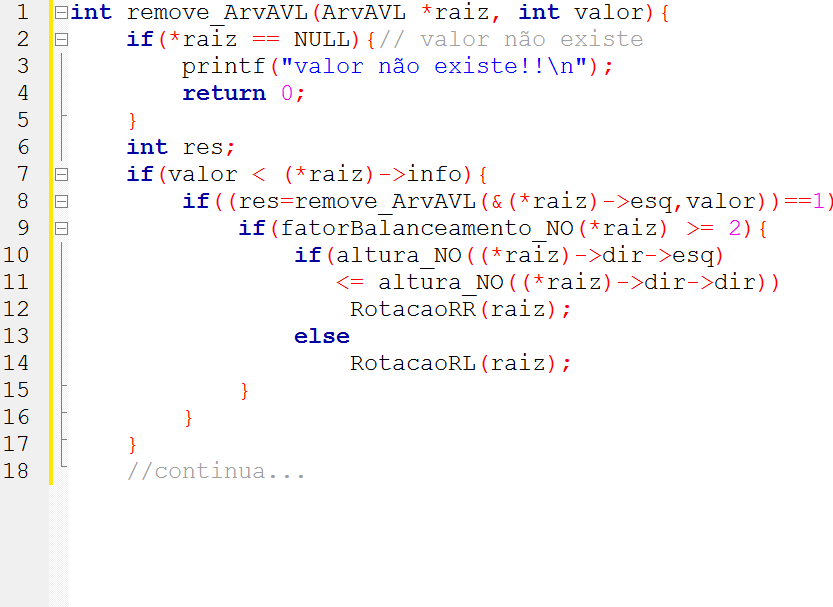 1 int remove_ArvAVL(ArvAVL *raiz, int valor){
2     if(*raiz == NULL){// valor não existe
3         printf("valor não existe!!\n");
4         return 0;
5     }
6     int res;
7     if(valor < (*raiz)->info){
8         if((res=remove_ArvAVL(&(*raiz)->esq,valor))==1)
9             if(fatorBalanceamento_NO(*raiz) >= 2){
10                 if(altura_NO((*raiz)->dir->esq)
11                    <= altura_NO((*raiz)->dir->dir))
12                     RotacaoRR(raiz);
13                 else
14                     RotacaoRL(raiz);
15             }
16         }
17     }
18     //continua...